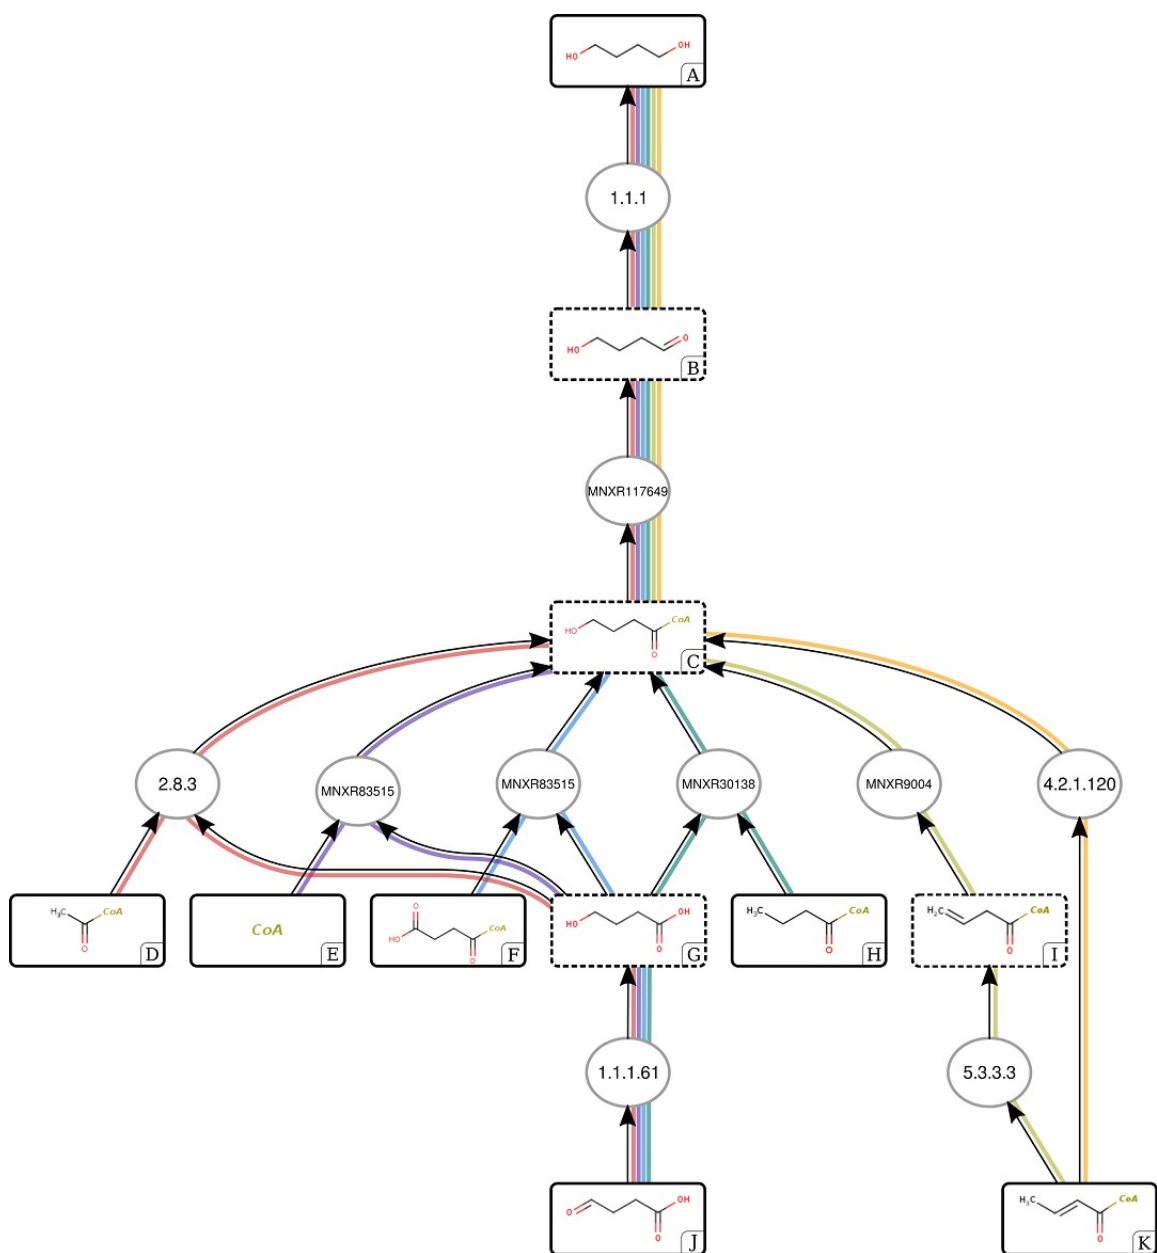 HO OH
A
1.1.1
HO O
B
MNXR117649
HO CoA
O
C
2.8.3
MNXR83515
MNXR83515
MNXR30138
MNXR9004
4.2.1.120
H₃C CoA
O
D
CoA
E
O
HO CoA
O
F
HO OH
O
G
H₃C CoA
O
H
H₂C CoA
O
I
1.1.1.61
5.3.3.3
O OH
O
J
H₃C CoA
O
K